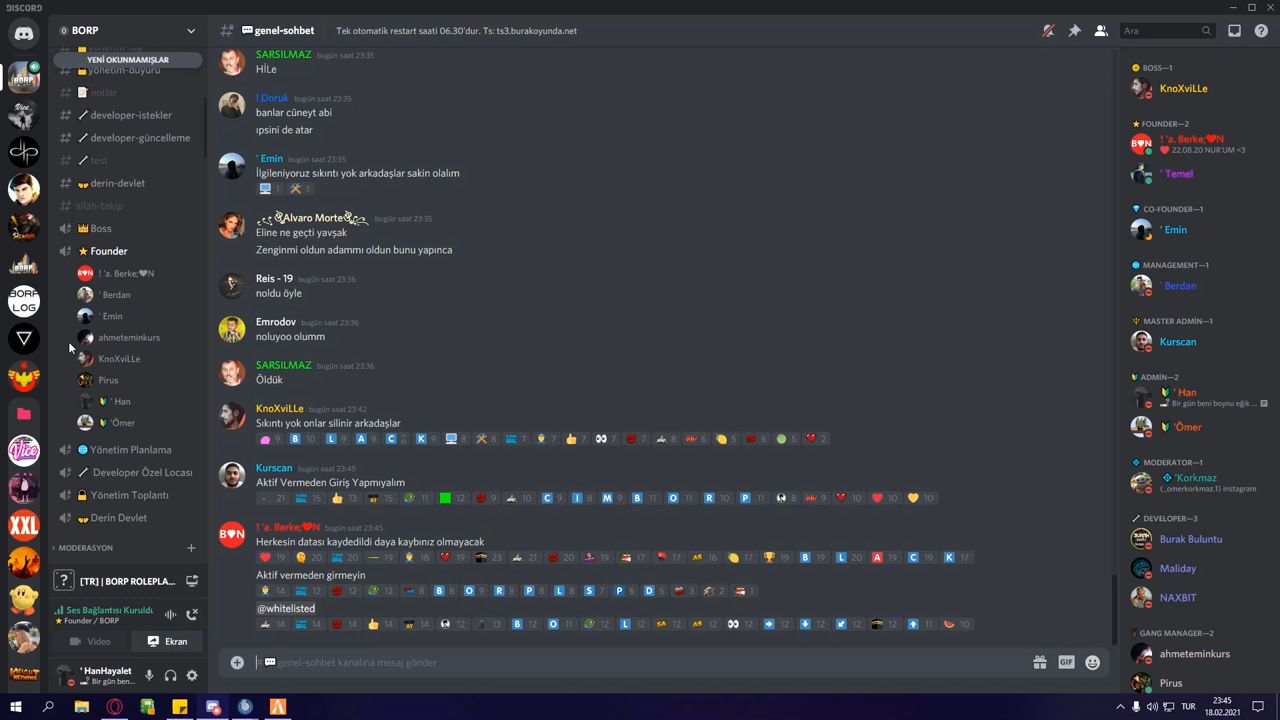 DISCORD
BORP
YENİ OKUNMAMIŞLAR
yönetim-duyuru
notlar
developer-istekler
developer-güncelleme
test
derin-devlet
silah-takip
Boss
Founder
! 'a. Berke;🖤N
' Berdan
' Emin
ahmeteminkurs
KnoXviLLe
Pirus
' Han
'Ömer
Yönetim Planlama
Developer Özel Locası
Yönetim Toplantı
Derin Devlet
MODERASYON
[TR] | BORP ROLEPLA...
Ses Bağlantısı Kuruldu
Founder / BORP
Video
Ekran
'HanHayalet
Bir gün ben...
genel-sohbet
Tek otomatik restart saati 06.30'dur. Ts: ts3.burakoyunda.net
Ara
SARSILMAZ bugün saat 23:35
HİLe
! Doruk bugün saat 23:35
banlar cüneyt abi
ıpsini de atar
' Emin bugün saat 23:35
İlgileniyoruz sıkıntı yok arkadaşlar sakin olalım
1 1
Alvaro Morte bugün saat 23:35
Eline ne geçti yavşak
Zenginmi oldun adammı oldun bunu yapınca
Reis - 19 bugün saat 23:36
noldu öyle
Emrodov bugün saat 23:36
noluyoo olumm
SARSILMAZ bugün saat 23:36
Öldük
KnoXviLLe bugün saat 23:42
Sıkıntı yok onlar silinir arkadaşlar
Kurscan bugün saat 23:45
Aktif Vermeden Giriş Yapmıyalım
! 'a. Berke;🖤N bugün saat 23:45
Herkesin datası kaydedildi daya kaybınız olmayacak
Aktif vermeden girmeyin
@whitelisted
genel-sohbet kanalına mesaj gönder
GIF
BOSS—1
KnoXviLLe
FOUNDER—2
! 'a. Berke;🖤N
22.08.20 NUR'UM <3
' Temel
CO-FOUNDER—1
' Emin
MANAGEMENT—1
' Berdan
MASTER ADMİN—1
Kurscan
ADMİN—2
' Han
Bir gün beni boynu eğik ...
'Ömer
MODERATOR—1
'Korkmaz
(_omerkorkmaz.1) instagram
DEVELOPER—3
Burak Buluntu
Maliday
NAXBIT
GANG MANAGER—2
ahmeteminkurs
Pirus
TUR
23:45
18.02.2021